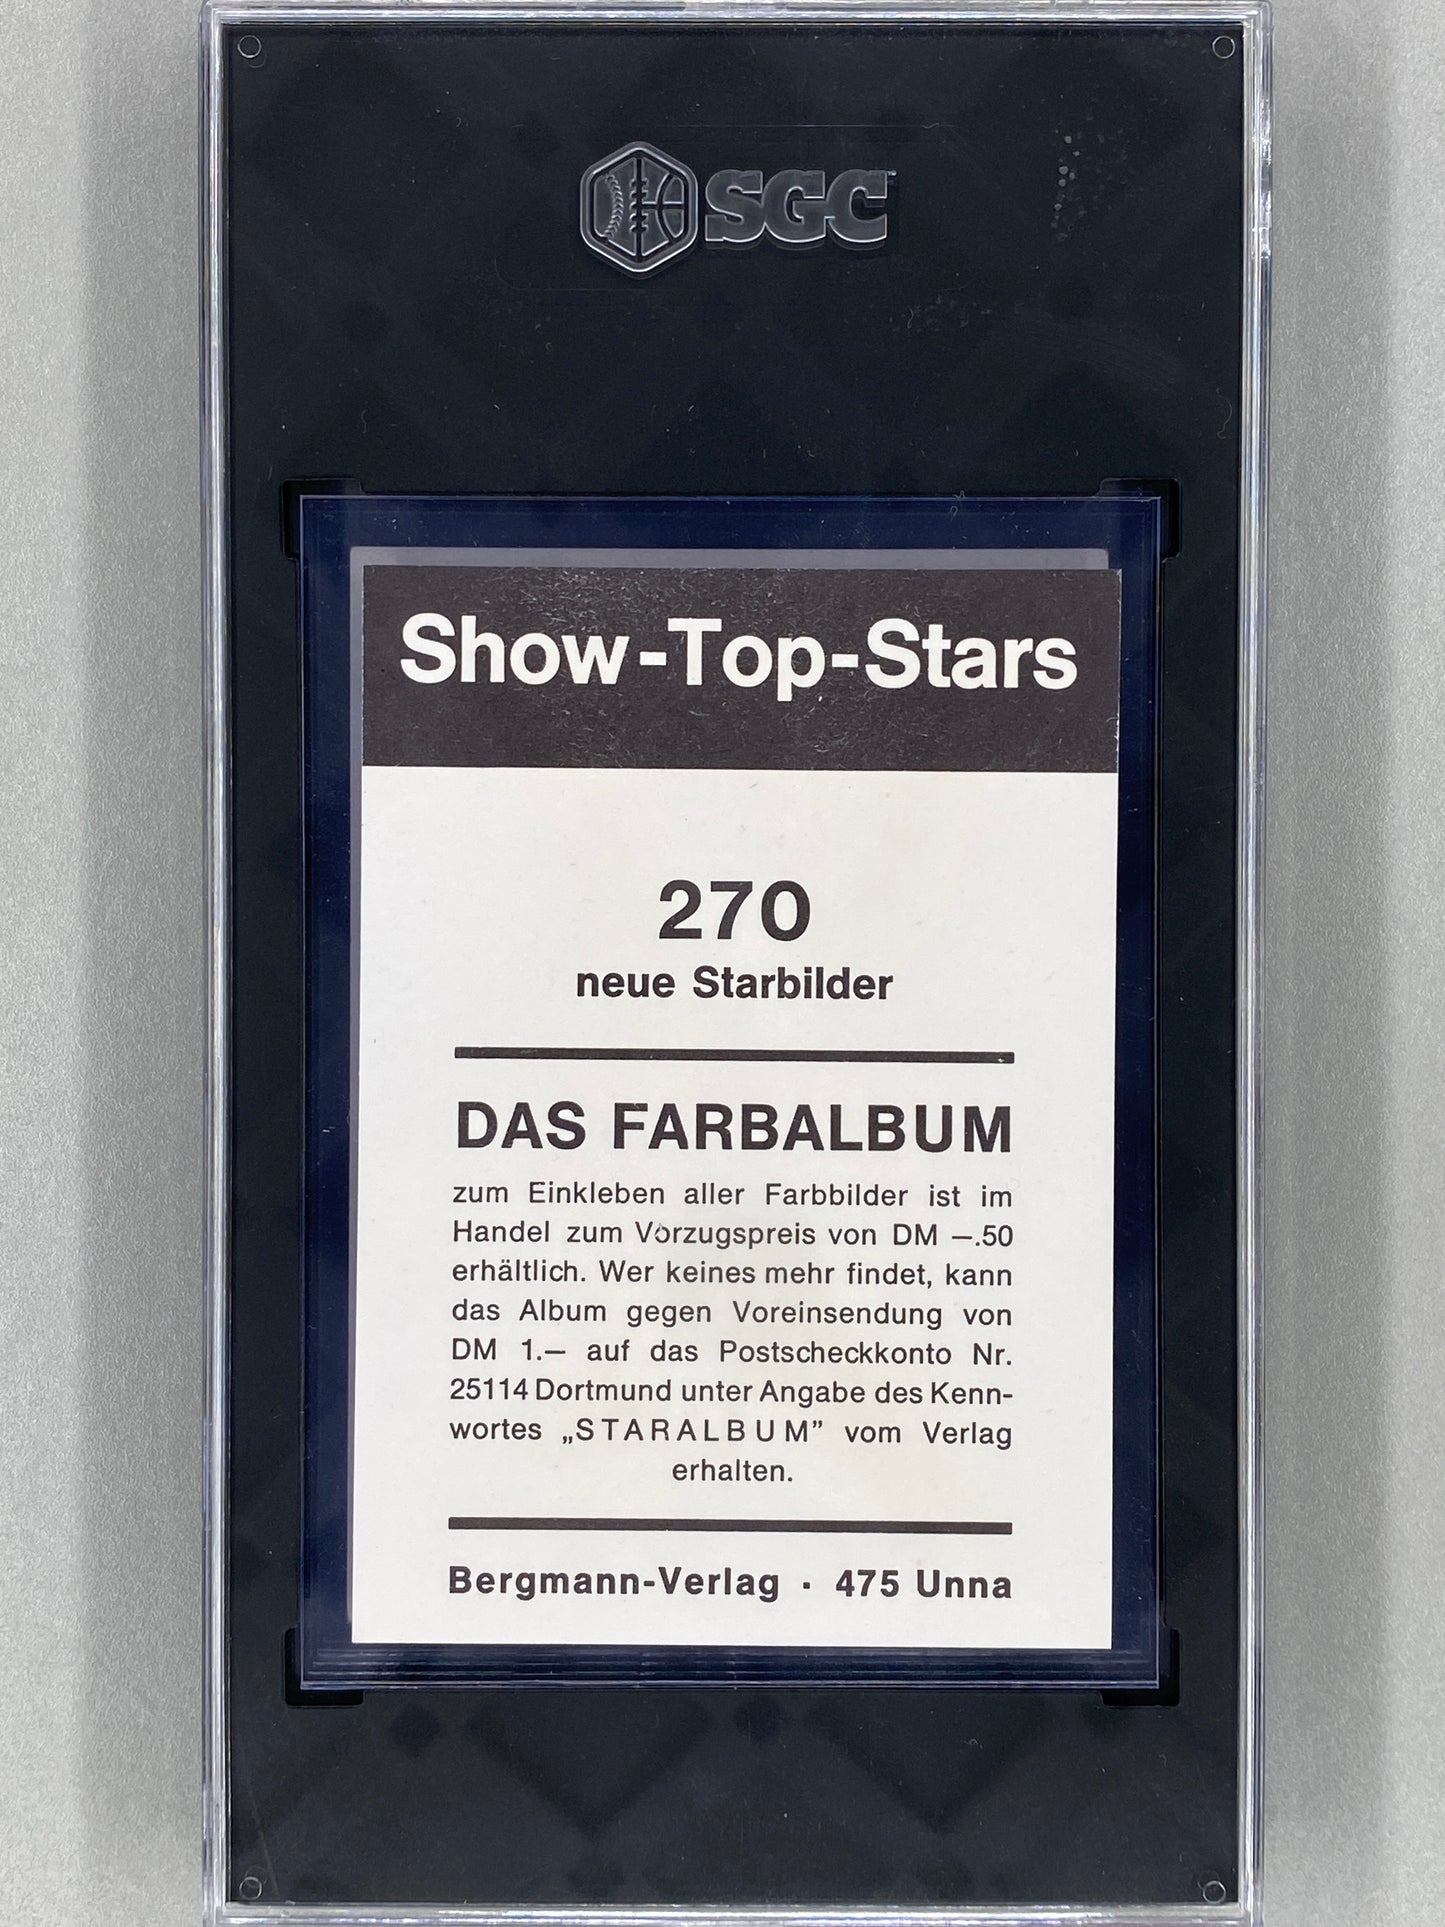 SGC
Show-Top-Stars
270
neue Starbilder
DAS FARBALBUM
zum Einkleben aller Farbbilder ist im
Handel zum Vorzugspreis von DM —.50
erhältlich. Wer keines mehr findet, kann
das Album gegen Voreinsendung von
DM 1.— auf das Postscheckkonto Nr.
25114 Dortmund unter Angabe des Kenn-
wortes „STARALBUM” vom Verlag
erhalten.
Bergmann-Verlag · 475 Unna